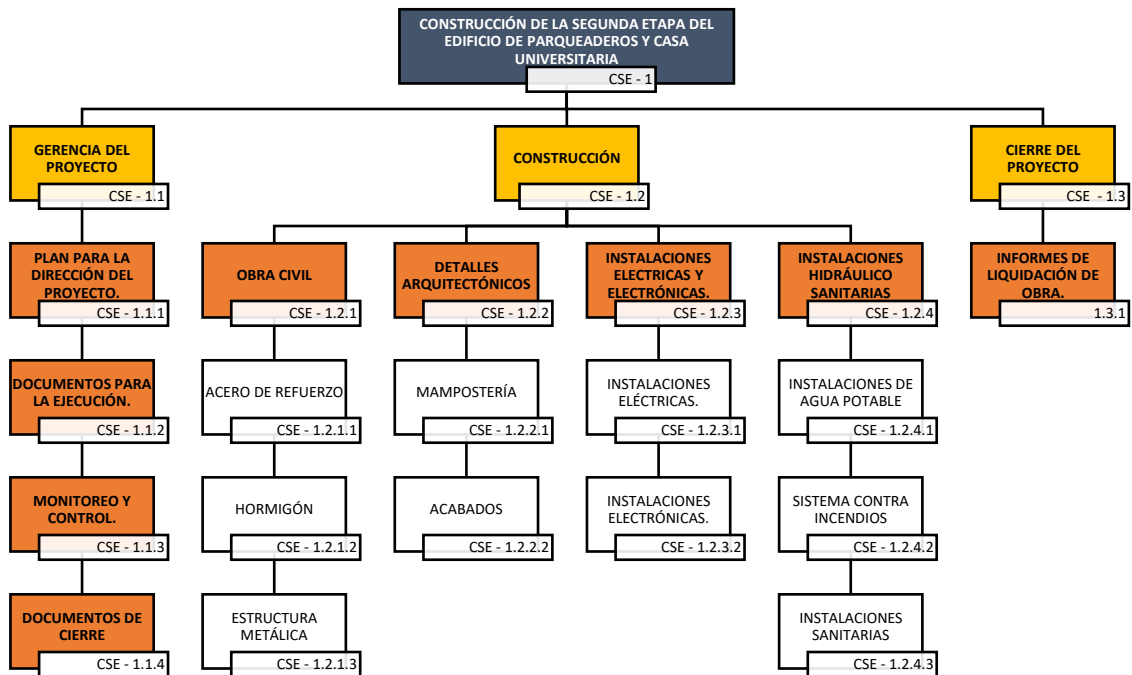 CONSTRUCCIÓN DE LA SEGUNDA ETAPA DEL
EDIFICIO DE PARQUEADEROS Y CASA
UNIVERSITARIA
CSE - 1
GERENCIA DEL
PROYECTO
CSE - 1.1
CONSTRUCCIÓN
CSE - 1.2
CIERRE DEL
PROYECTO
CSE  - 1.3
PLAN PARA LA
DIRECCIÓN DEL
PROYECTO.
CSE - 1.1.1
OBRA CIVIL
CSE - 1.2.1
DETALLES
ARQUITECTÓNICOS
CSE - 1.2.2
INSTALACIONES
ELECTRICAS Y
ELECTRÓNICAS.
CSE - 1.2.3
INSTALACIONES
HIDRÁULICO
SANITARIAS
CSE - 1.2.4
INFORMES DE
LIQUIDACIÓN DE
OBRA.
1.3.1
DOCUMENTOS PARA
LA EJECUCIÓN.
CSE - 1.1.2
ACERO DE REFUERZO
CSE - 1.2.1.1
MAMPOSTERÍA
CSE - 1.2.2.1
INSTALACIONES
ELÉCTRICAS.
CSE - 1.2.3.1
INSTALACIONES DE
AGUA POTABLE
CSE - 1.2.4.1
MONITOREO Y
CONTROL.
CSE - 1.1.3
HORMIGÓN
CSE - 1.2.1.2
ACABADOS
CSE - 1.2.2.2
INSTALACIONES
ELECTRÓNICAS.
CSE - 1.2.3.2
SISTEMA CONTRA
INCENDIOS
CSE - 1.2.4.2
DOCUMENTOS DE
CIERRE
CSE - 1.1.4
ESTRUCTURA
METÁLICA
CSE - 1.2.1.3
INSTALACIONES
SANITARIAS
CSE - 1.2.4.3